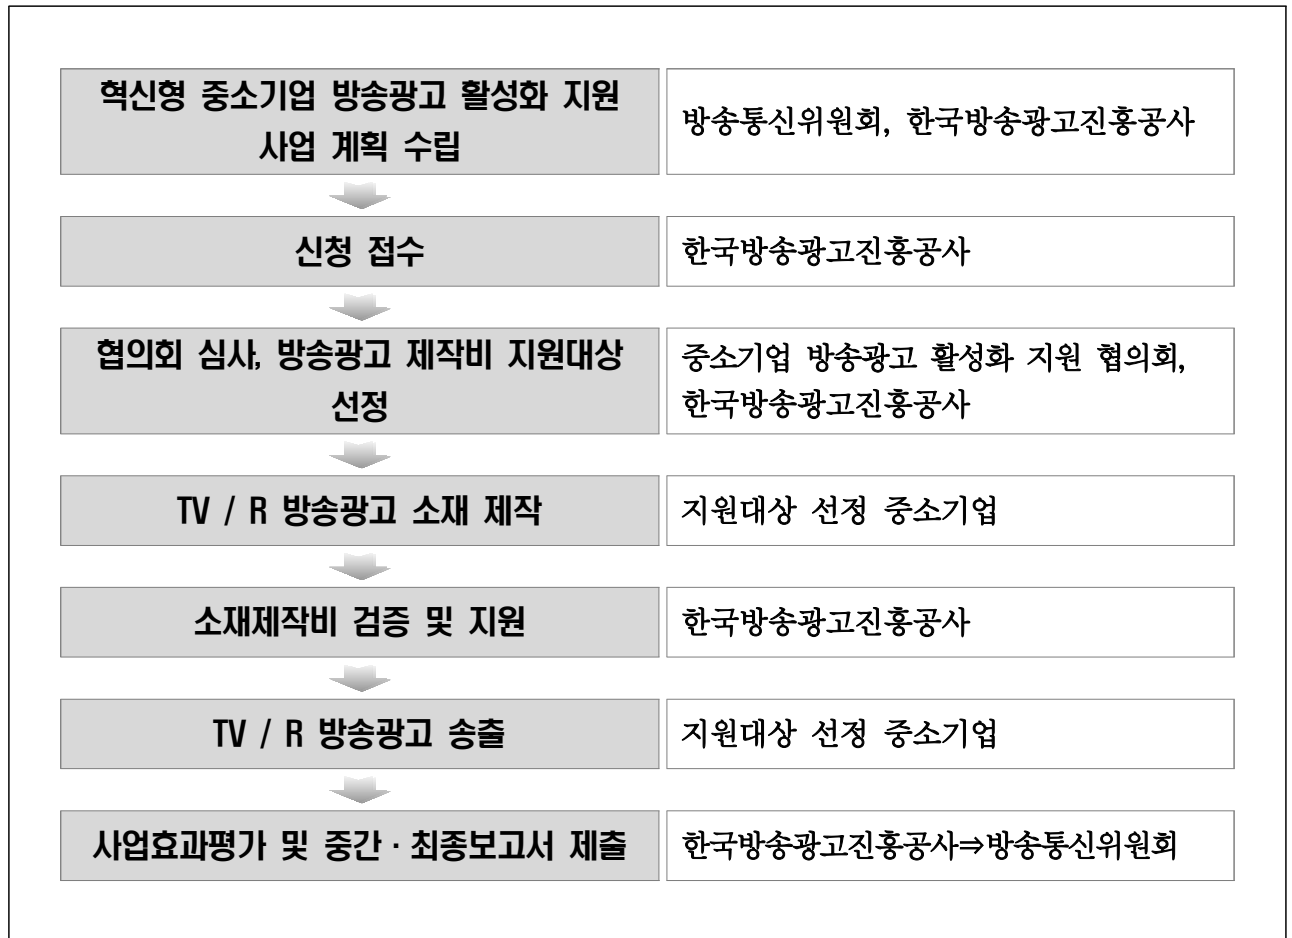 혁신형 중소기업 방송광고 활성화 지원
사업 계획 수립
방송통신위원회, 한국방송광고진흥공사
신청 접수
한국방송광고진흥공사
협의회 심사, 방송광고 제작비 지원대상
선정
중소기업 방송광고 활성화 지원 협의회,
한국방송광고진흥공사
TV / R 방송광고 소재 제작
지원대상 선정 중소기업
소재제작비 검증 및 지원
한국방송광고진흥공사
TV / R 방송광고 송출
지원대상 선정 중소기업
사업효과평가 및 중간·최종보고서 제출
한국방송광고진흥공사⇒방송통신위원회